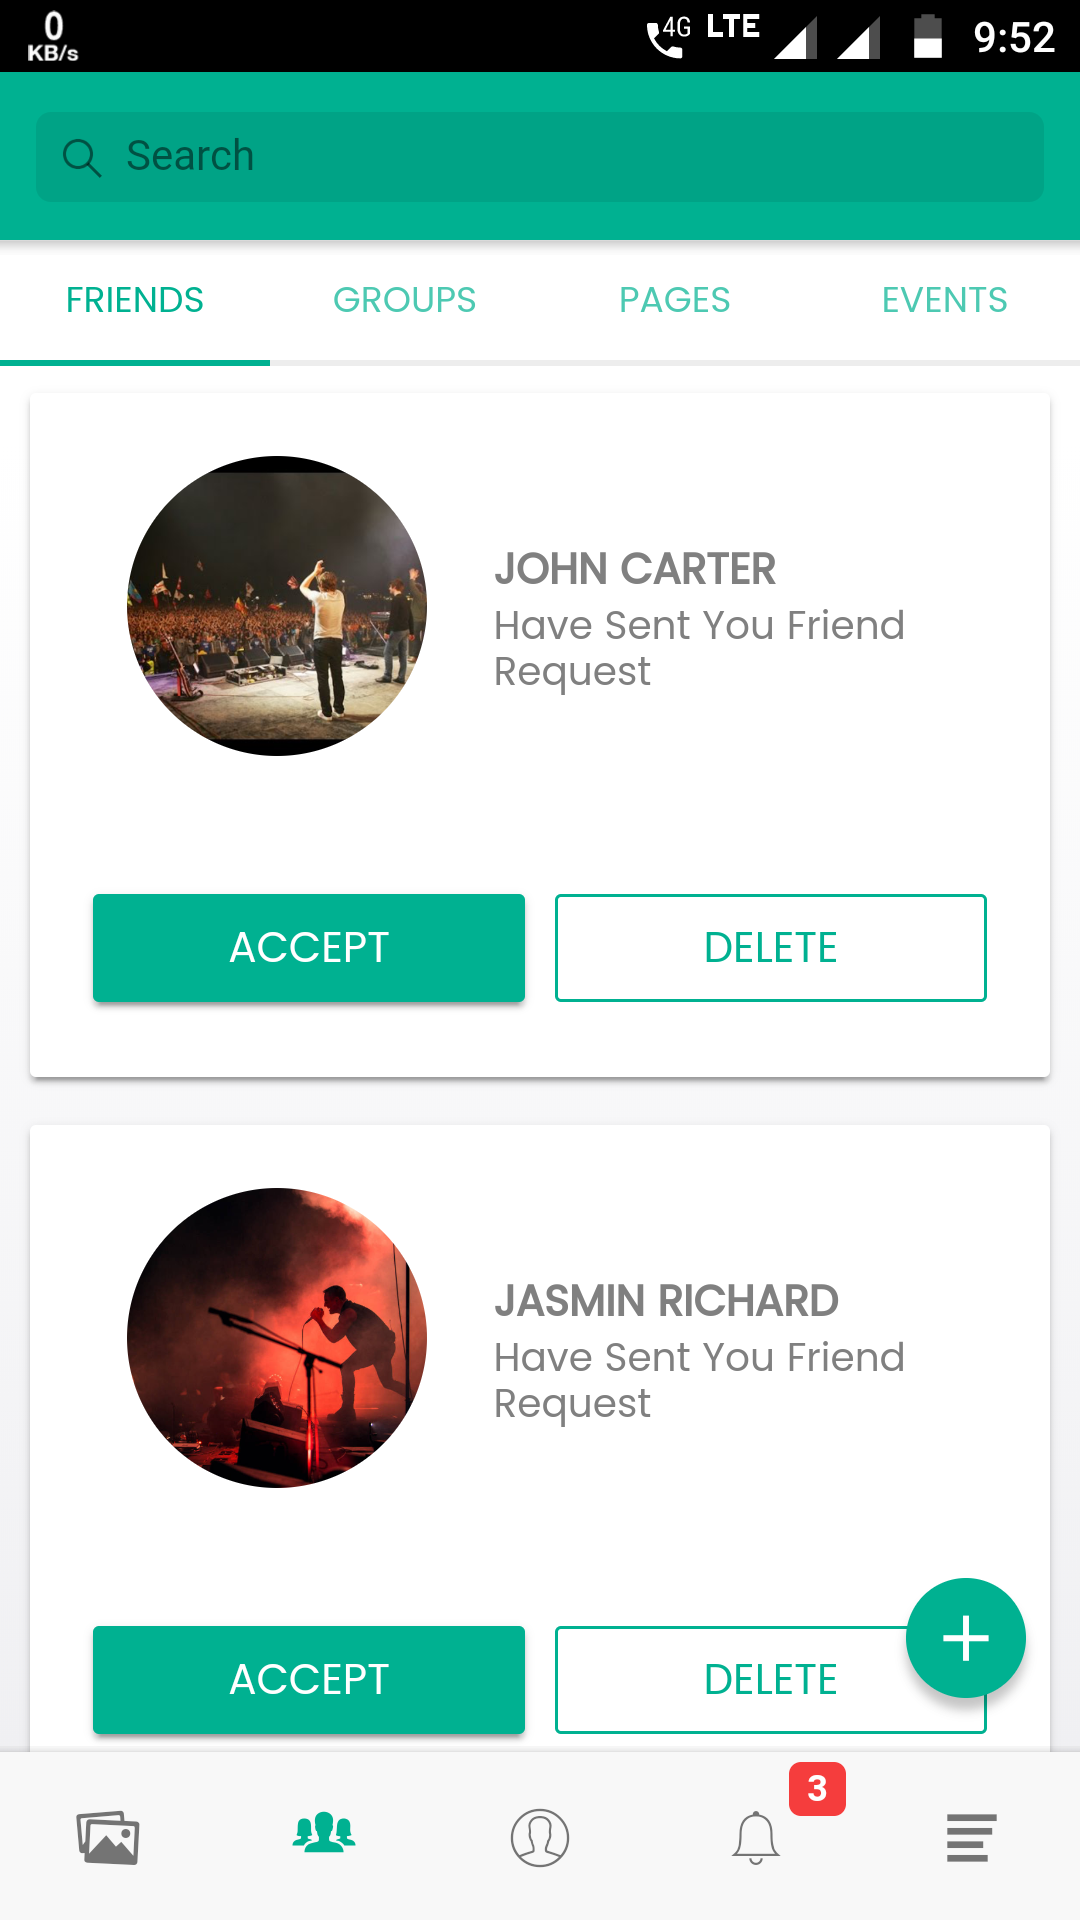 0
KB/s
4G LTE 9:52
Search
FRIENDS GROUPS PAGES EVENTS
JOHN CARTER
Have Sent You Friend
Request
ACCEPT DELETE
JASMIN RICHARD
Have Sent You Friend
Request
ACCEPT DELETE
3